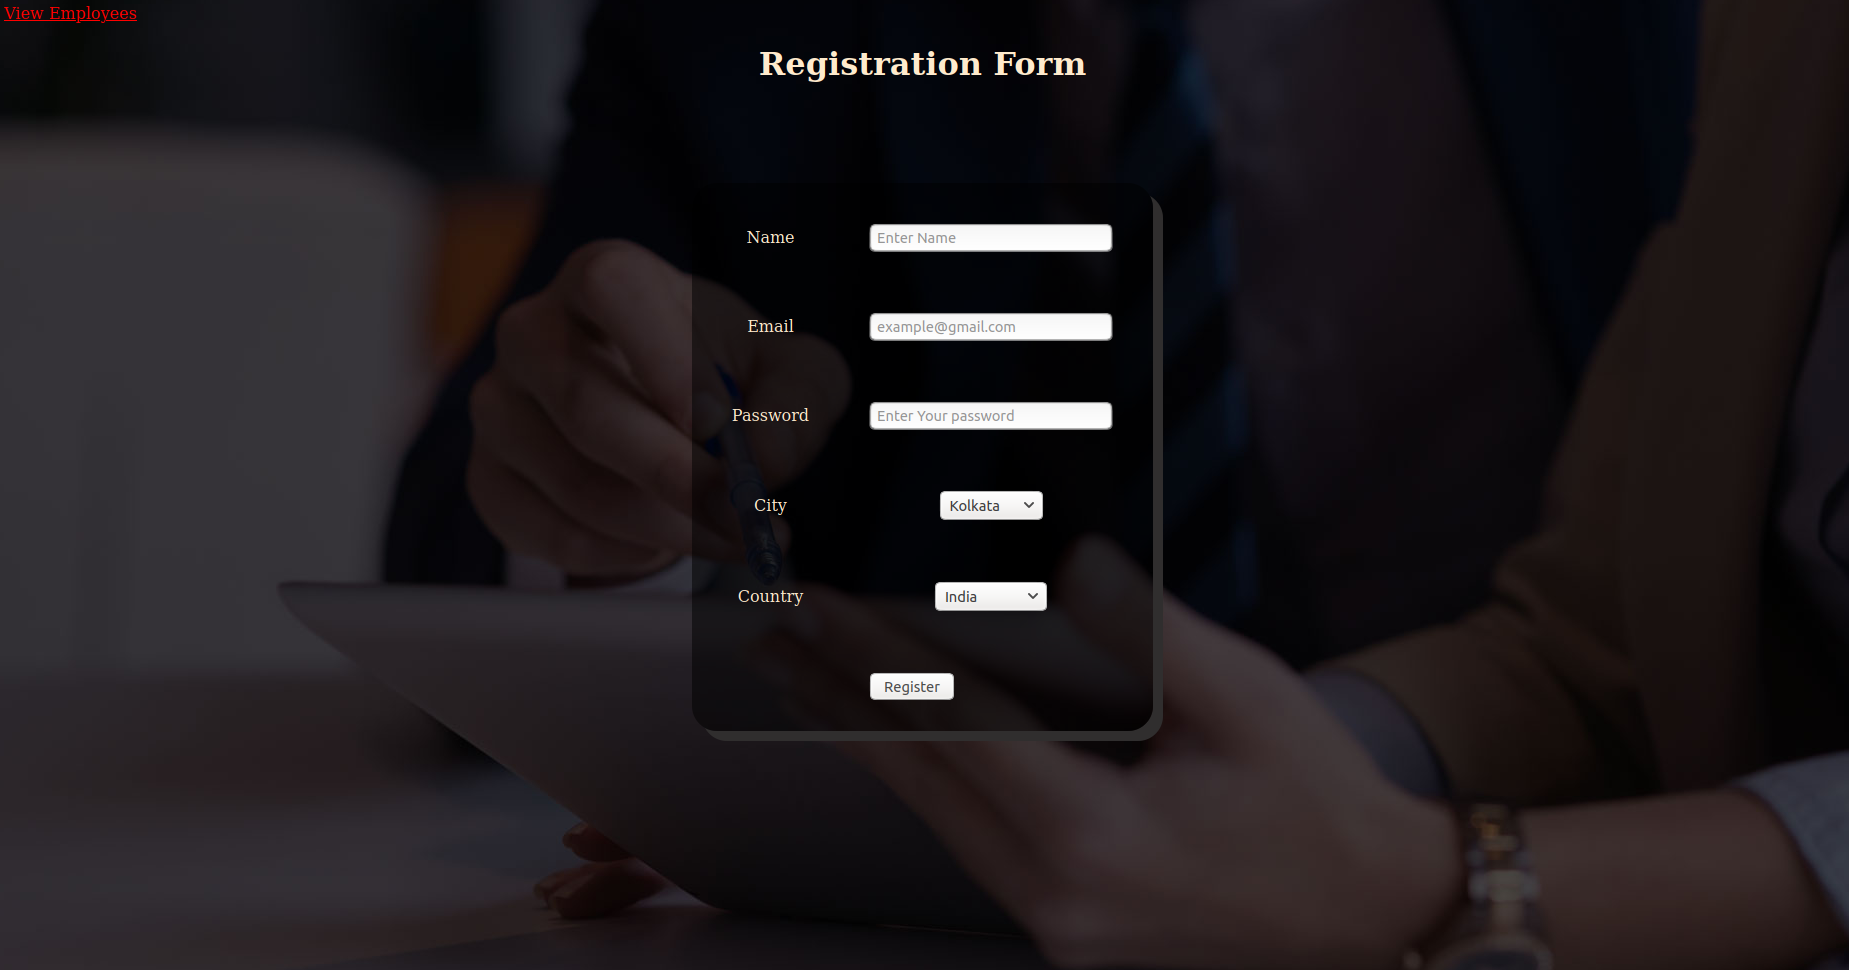 View Employees
Registration Form
Name Enter Name
Email example@gmail.com
Password Enter Your password
City Kolkata
Country India
Register